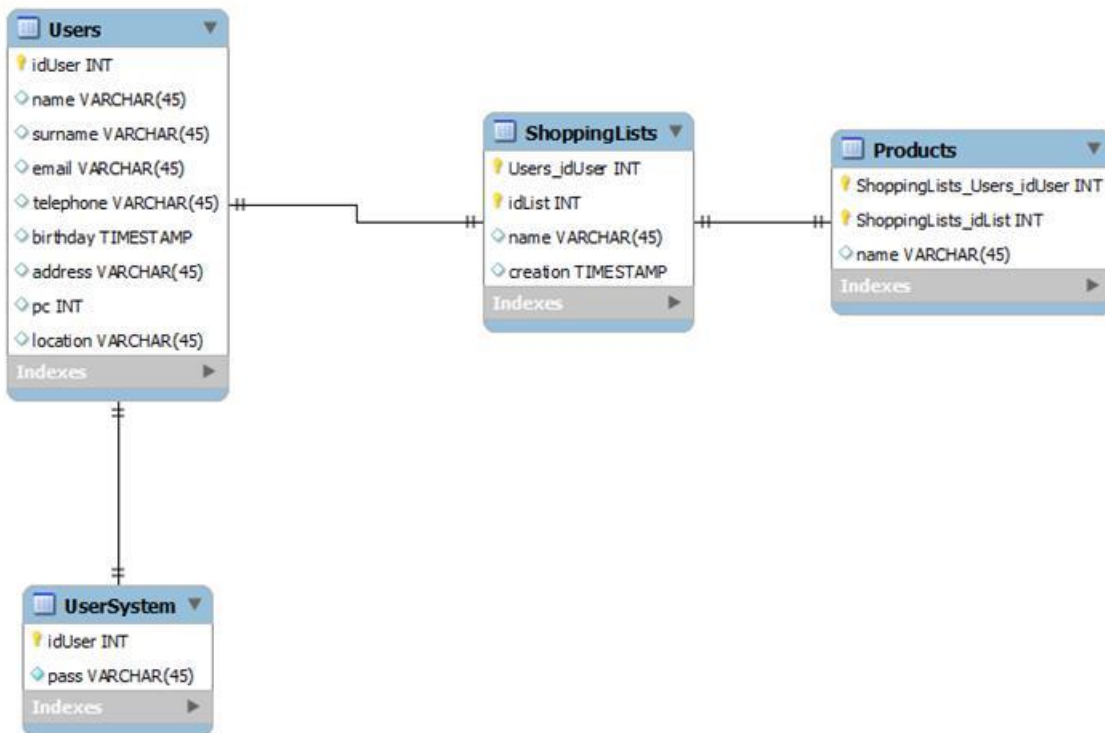 Users
idUser INT
name VARCHAR(45)
surname VARCHAR(45)
email VARCHAR(45)
telephone VARCHAR(45)
birthday TIMESTAMP
address VARCHAR(45)
pc INT
location VARCHAR(45)
Indexes
ShoppingLists
Users_idUser INT
idList INT
name VARCHAR(45)
creation TIMESTAMP
Indexes
Products
ShoppingLists_Users_idUser INT
ShoppingLists_idList INT
name VARCHAR(45)
Indexes
UserSystem
idUser INT
pass VARCHAR(45)
Indexes